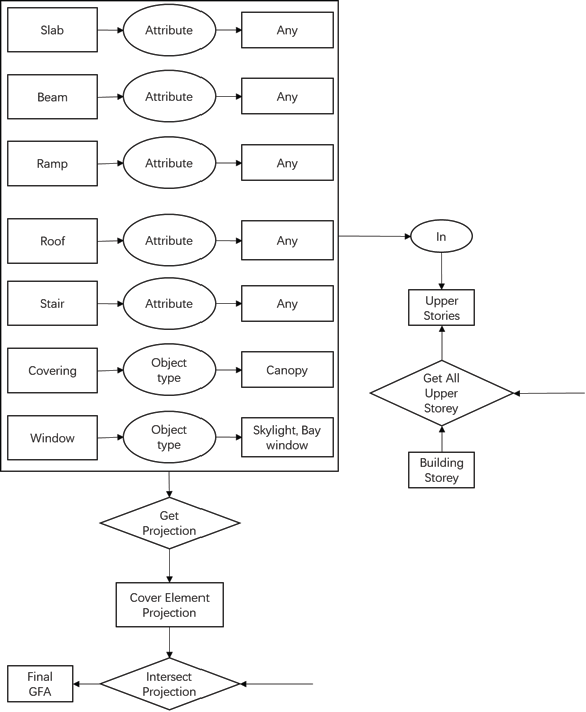 Slab
Attribute
Any
Beam
Attribute
Any
Ramp
Attribute
Any
Roof
Attribute
Any
Stair
Attribute
Any
Covering
Object
type
Canopy
Window
Object
type
Skylight, Bay
window
In
Upper
Stories
Get All
Upper
Storey
Building
Storey
Get
Projection
Cover Element
Projection
Intersect
Projection
Final
GFA